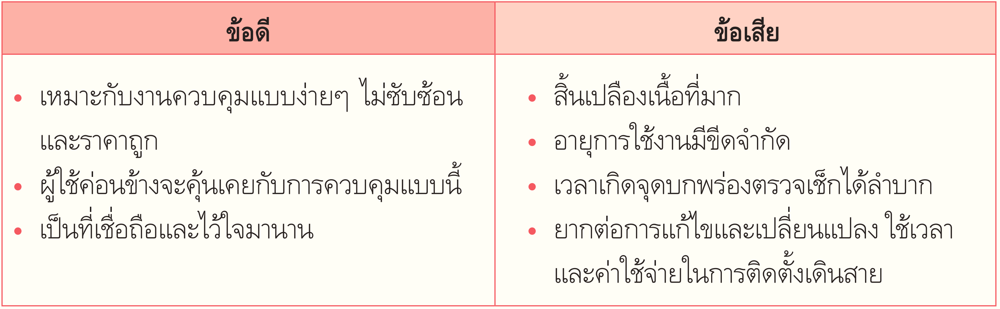 ข้อดี
ข้อเสีย
• เหมาะกับงานควบคุมแบบง่ายๆ ไม่ซับซ้อน
และราคาถูก
• ผู้ใช้ค่อนข้างจะคุ้นเคยกับการควบคุมแบบนี้
• เป็นที่เชื่อถือและไว้ใจมานาน
• สิ้นเปลืองเนื้อที่มาก
• อายุการใช้งานมีขีดจำกัด
• เวลาเกิดจุดบกพร่องตรวจเช็กได้ลำบาก
• ยากต่อการแก้ไขและเปลี่ยนแปลง ใช้เวลา
และค่าใช้จ่ายในการติดตั้งเดินสาย